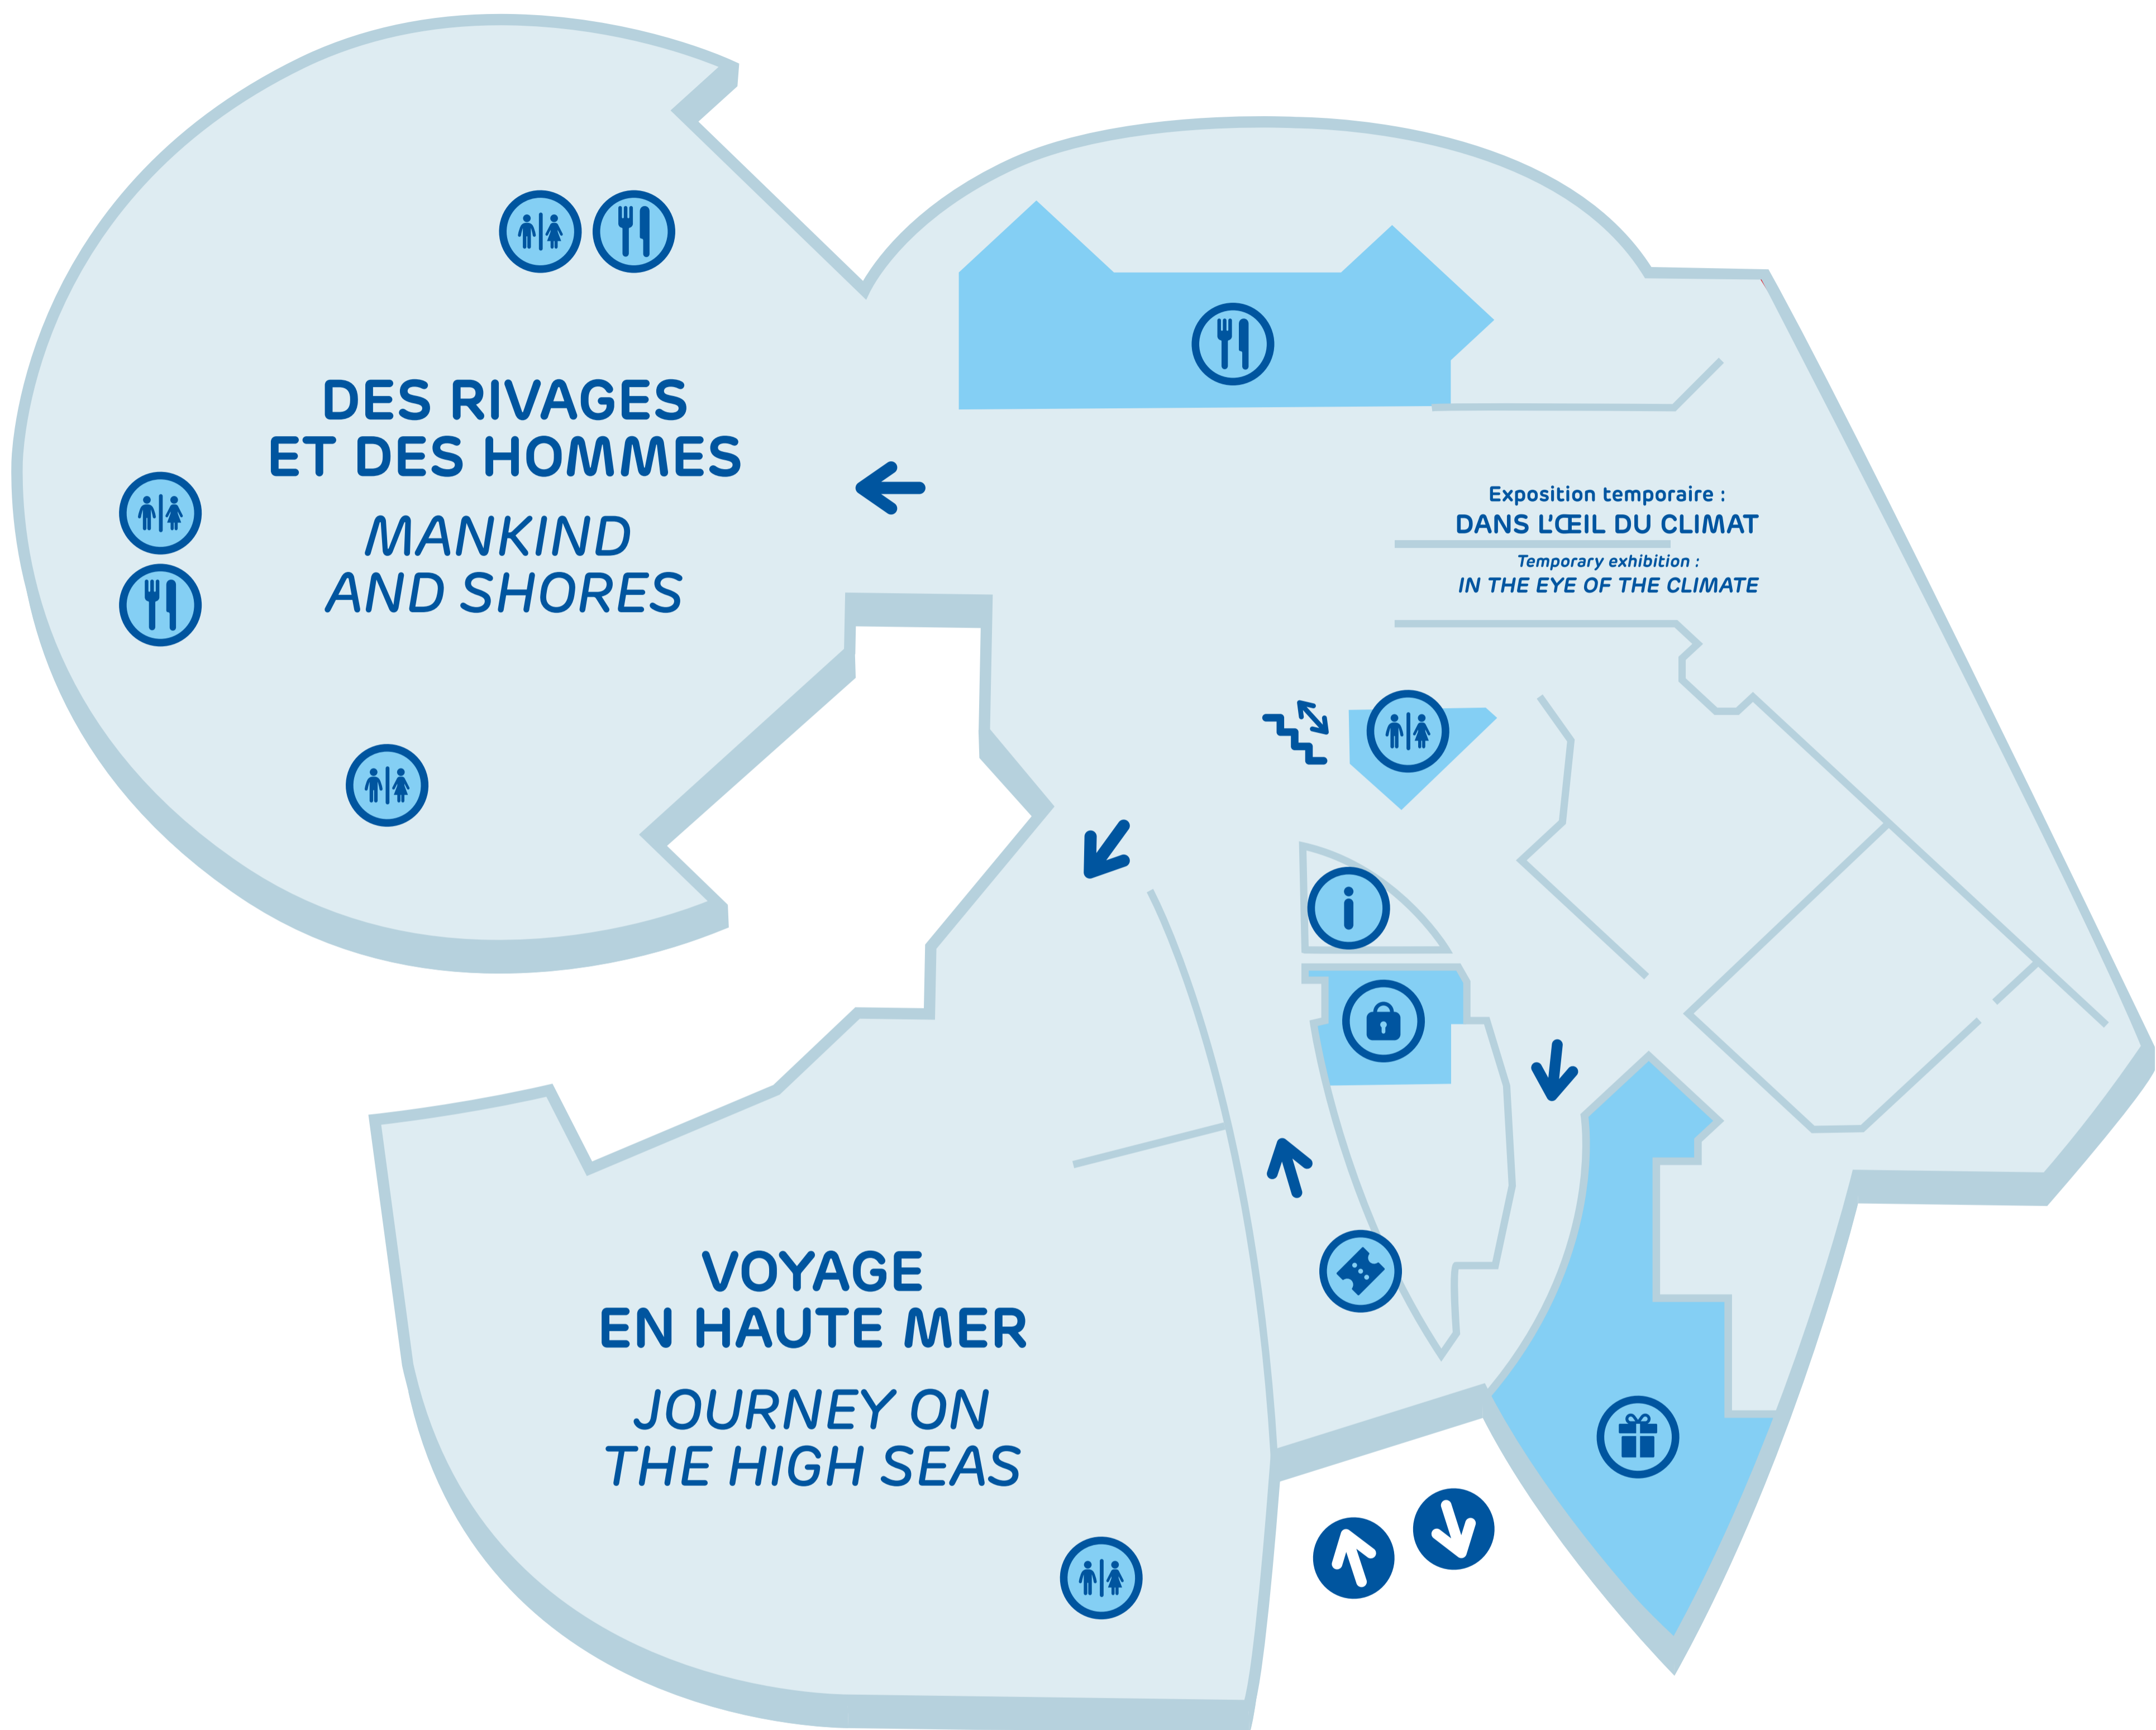 DES RIVAGES
ET DES HOMMES
MANKIND
AND SHORES
Exposition temporaire :
DANS L'ŒIL DU CLIMAT
Temporary exhibition :
IN THE EYE OF THE CLIMATE
VOYAGE
EN HAUTE MER
JOURNEY ON
THE HIGH SEAS